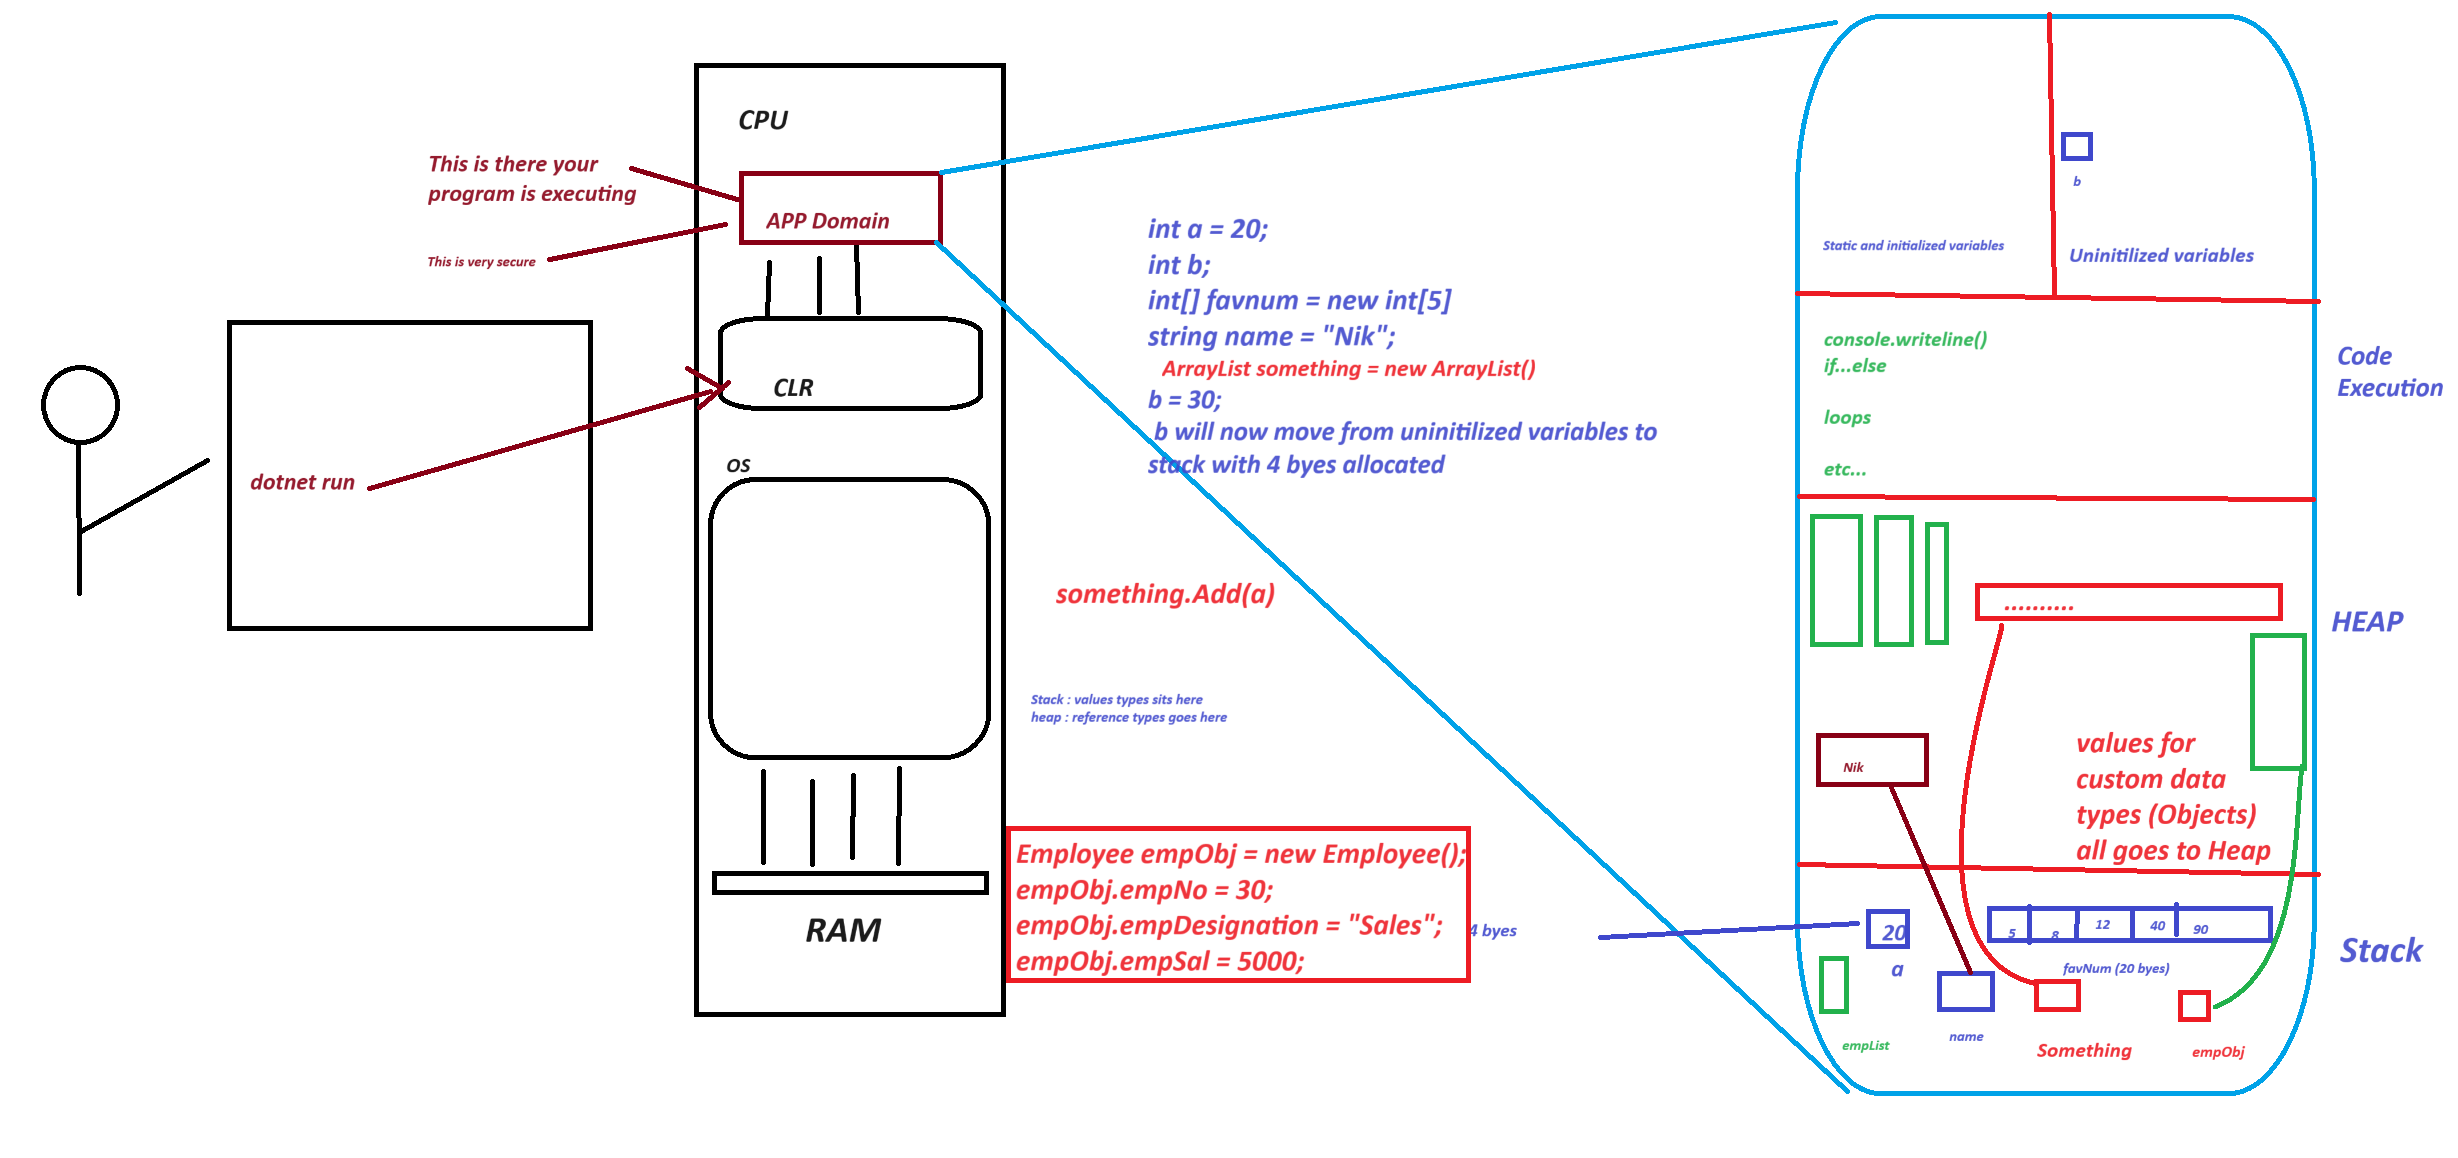 CPU
This is there your
program is executing
APP Domain
This is very secure
CLR
dotnet run
OS
RAM
int a = 20;
int b;
int[] favnum = new int[5]
string name = "Nik";
ArrayList something = new ArrayList()
b = 30;
b will now move from uninitilized variables to
stack with 4 byes allocated
something.Add(a)
Stack : values types sits here
heap : reference types goes here
Employee empObj = new Employee();
empObj.empNo = 30;
empObj.empDesignation = "Sales";
empObj.empSal = 5000;
4 byes
b
Static and initialized variables
Uninitilized variables
console.writeline()
if...else
loops
etc...
Code
Execution
..........
HEAP
Nik
values for
custom data
types (Objects)
all goes to Heap
20
a
5 8 12 40 90
favNum (20 byes)
Stack
empList
name
Something
empObj